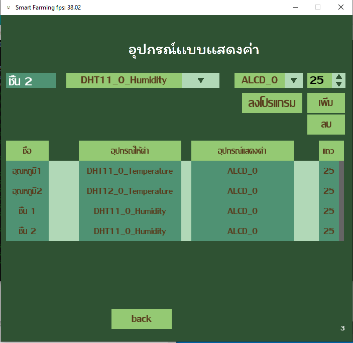 Smart Farming fps: 38.02
อุปกรณ์แบบแสดงค่า
ชื้น 2 DHT11_0_Humidity ALCD_0 25
ลงโปรแกรม เพิ่ม
ลบ
ชื่อ อุปกรณ์ให้ค่า อุปกรณ์แสดงค่า แถว
อุณหภูมิ1 DHT11_0_Temperature ALCD_0 25
อุณหภูมิ2 DHT12_0_Temperature ALCD_0 25
ชื้น 1 DHT11_0_Humidity ALCD_0 25
ชื้น 2 DHT11_0_Humidity ALCD_0 25
back
3